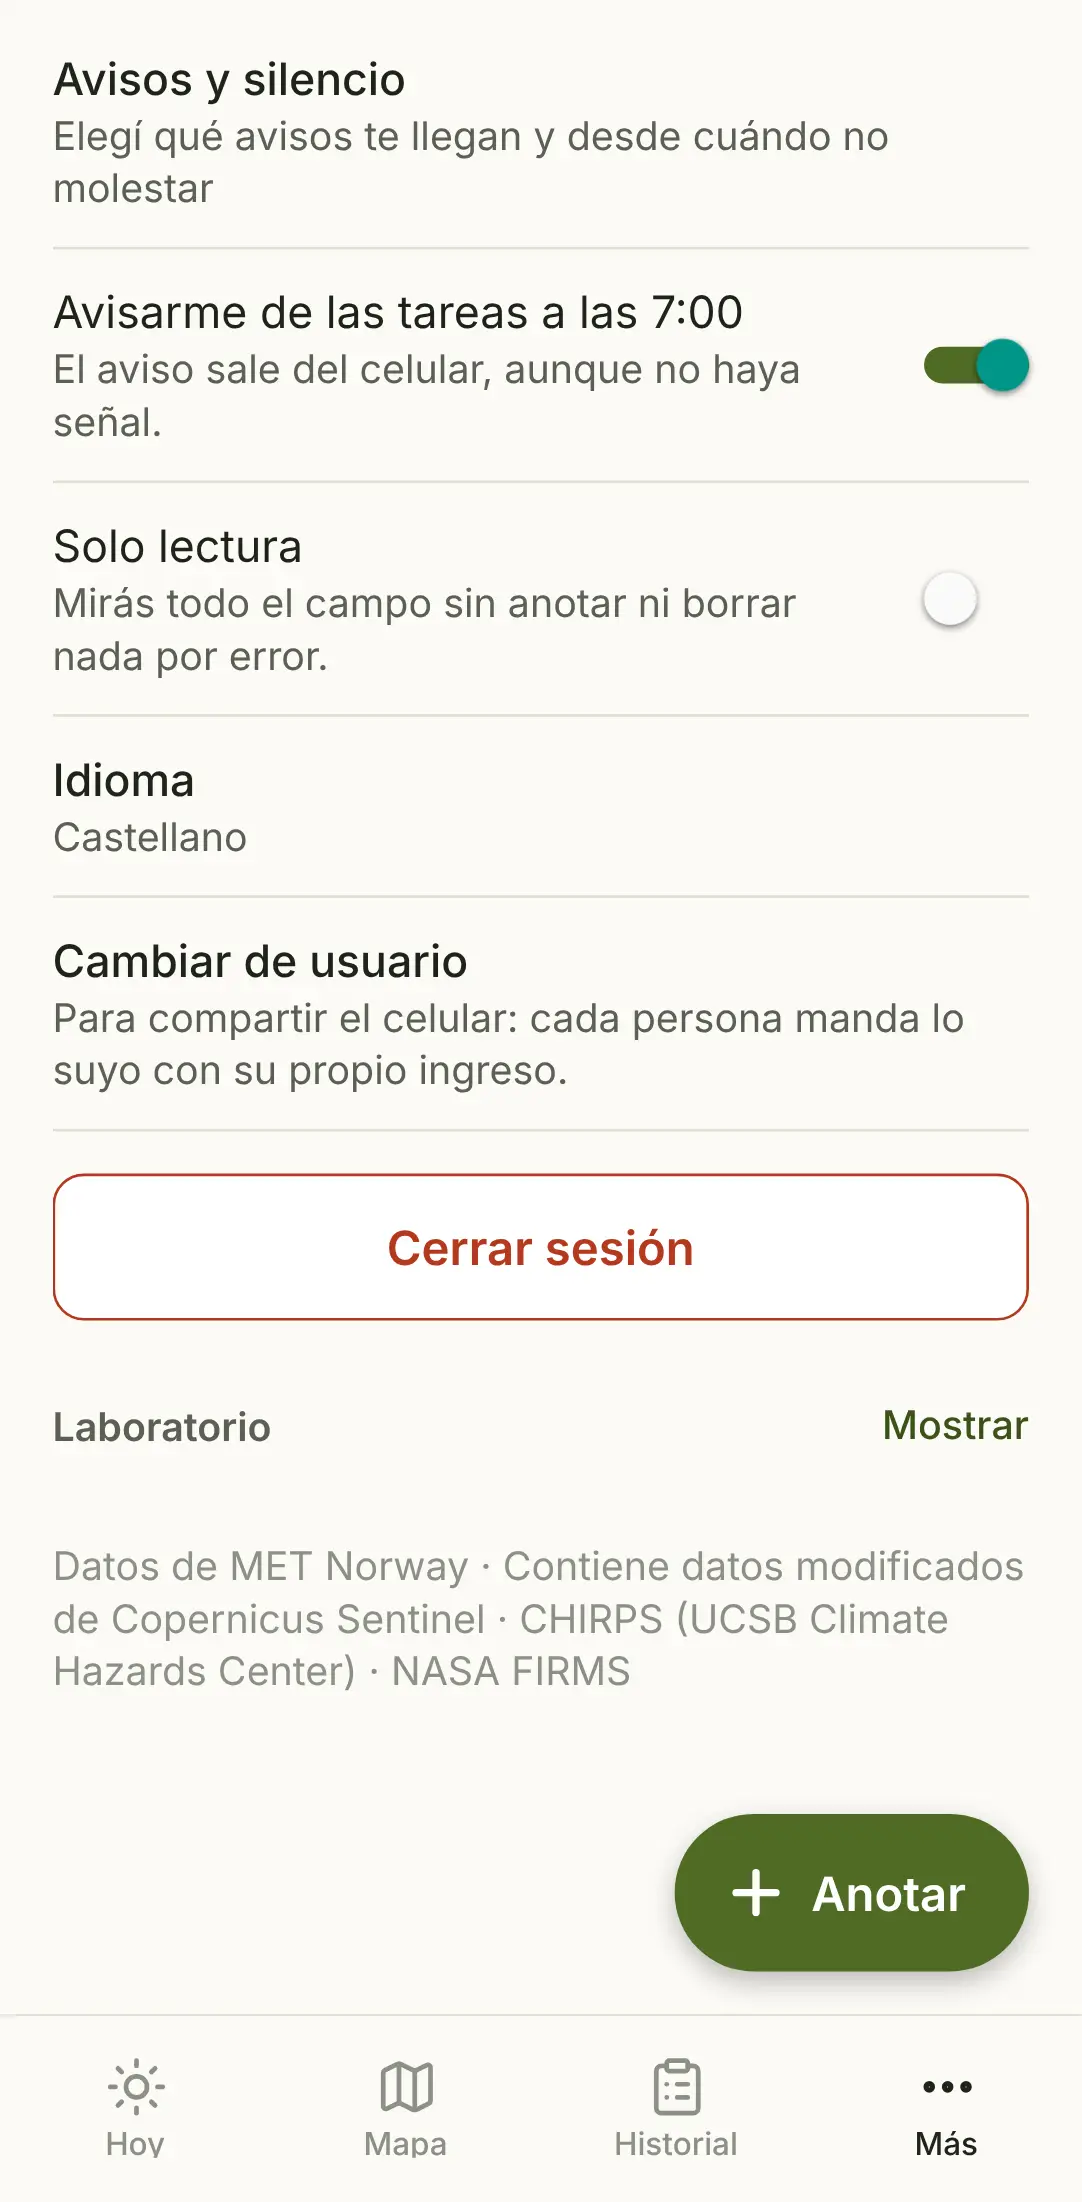 Avisos y silencio
Elegí qué avisos te llegan y desde cuándo no
molestar
Avisarme de las tareas a las 7:00
El aviso sale del celular, aunque no haya
señal.
Solo lectura
Mirás todo el campo sin anotar ni borrar
nada por error.
Idioma
Castellano
Cambiar de usuario
Para compartir el celular: cada persona manda lo
suyo con su propio ingreso.
Cerrar sesión
Laboratorio
Mostrar
Datos de MET Norway · Contiene datos modificados
de Copernicus Sentinel · CHIRPS (UCSB Climate
Hazards Center) · NASA FIRMS
Anotar
Hoy
Mapa
Historial
Más